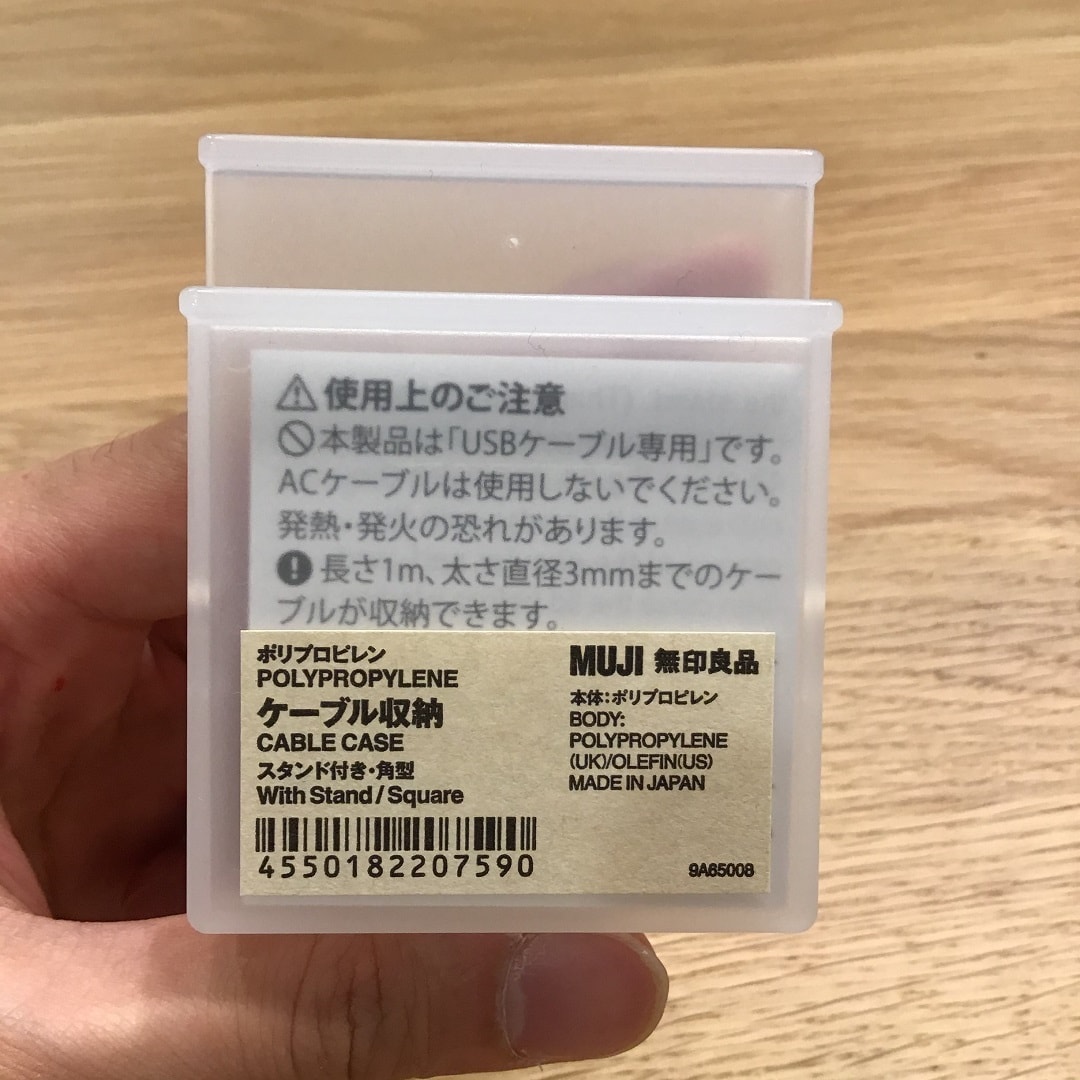 ⚠使用上のご注意
本製品は「USBケーブル専用」です。
ACケーブルは使用しないでください。
発熱・発火の恐れがあります。
長さ1m、太さ直径3mmまでのケー
ブルが収納できます。
ポリプロピレン
POLYPROPYLENE
ケーブル収納
CABLE CASE
スタンド付き・角型
With Stand / Square
4550182207590
MUJI 無印良品
本体:ポリプロピレン
BODY:
POLYPROPYLENE
(UK)/OLEFIN(US)
MADE IN JAPAN
9A65008